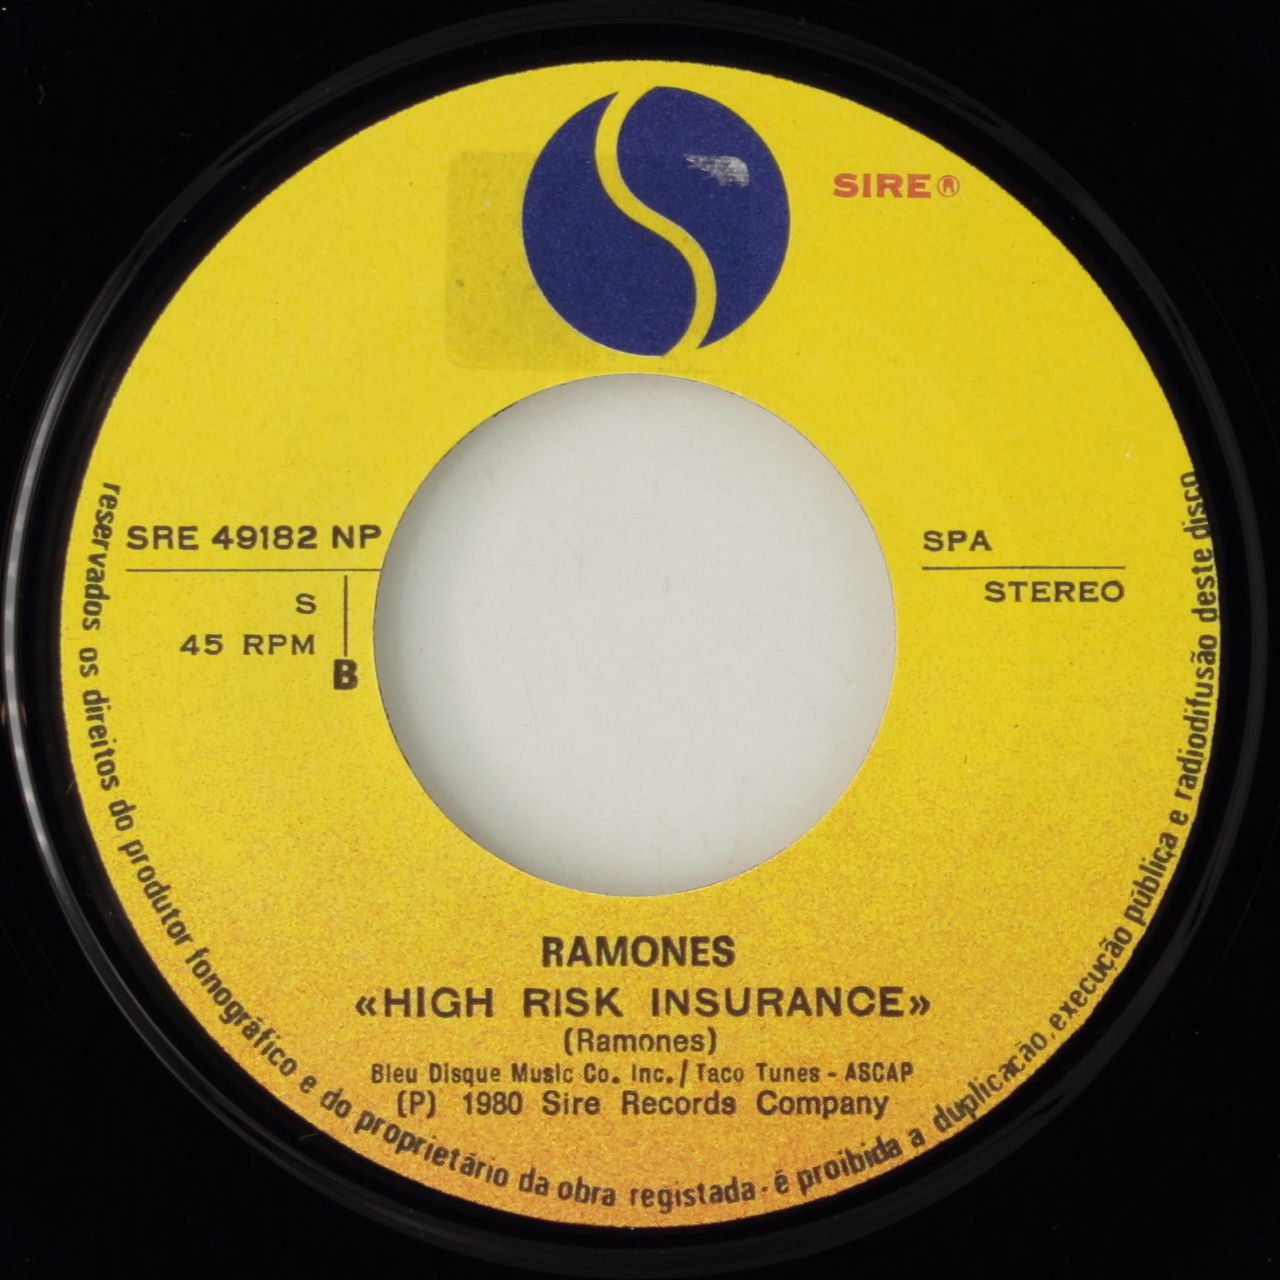 SIRE®
SRE 49182 NP
S
45 RPM
B
SPA
STEREO
RAMONES
«HIGH RISK INSURANCE»
(Ramones)
Bleu Disque Music Co. Inc./Taco Tunes - ASCAP
(P) 1980 Sire Records Company
reservados os direitos do produtor fonográfico e do proprietário da obra registada - é proibida a duplicacão, execução pública e radiodifusão deste disco